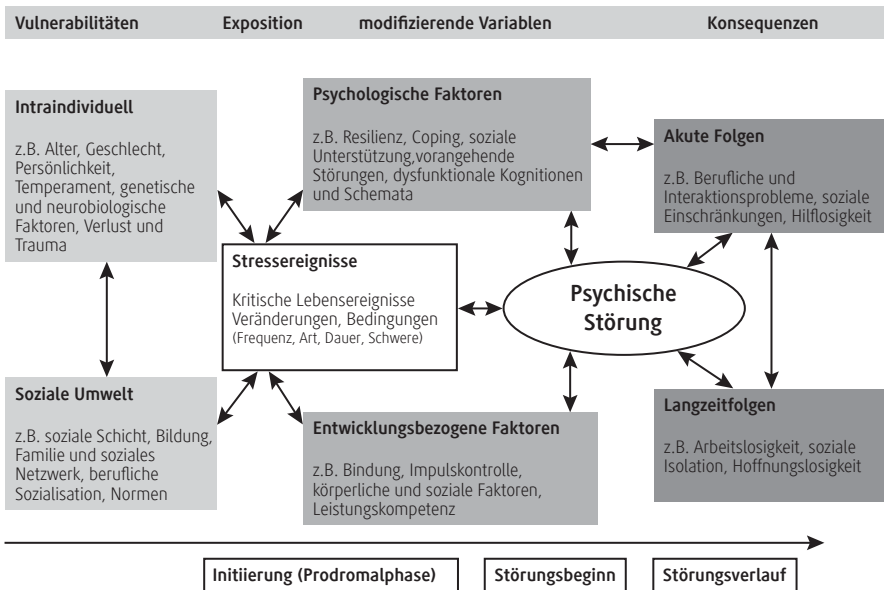 Vulnerabilitäten
Exposition
modifizierende Variablen
Konsequenzen
Intraindividuell
z.B. Alter, Geschlecht,
Persönlichkeit,
Temperament, genetische
und neurobiologische
Faktoren, Verlust und
Trauma
Soziale Umwelt
z.B. soziale Schicht, Bildung,
Familie und soziales
Netzwerk, berufliche
Sozialisation, Normen
Stressereignisse
Kritische Lebensereignisse
Veränderungen, Bedingungen
(Frequenz, Art, Dauer, Schwere)
Psychologische Faktoren
z.B. Resilienz, Coping, soziale
Unterstützung,vorangehende
Störungen, dysfunktionale Kognitionen
und Schemata
Entwicklungsbezogene Faktoren
z.B. Bindung, Impulskontrolle,
körperliche und soziale Faktoren,
Leistungskompetenz
Psychische
Störung
Akute Folgen
z.B. Berufliche und
Interaktionsprobleme, soziale
Einschränkungen, Hilflosigkeit
Langzeitfolgen
z.B. Arbeitslosigkeit, soziale
Isolation, Hoffnungslosigkeit
Initiierung (Prodromalphase)
Störungsbeginn
Störungsverlauf